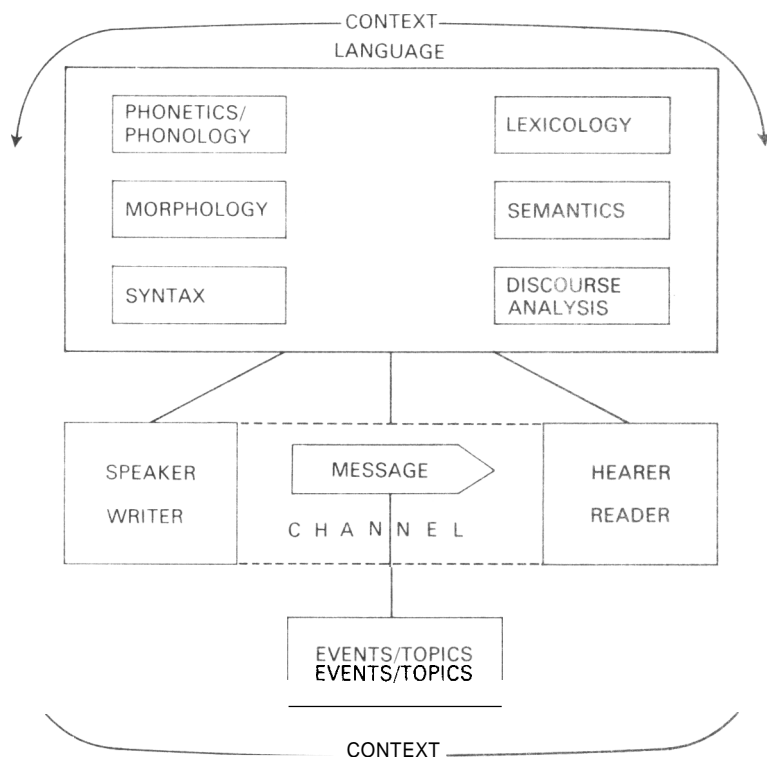 CONTEXT
LANGUAGE
PHONETICS/
PHONOLOGY
LEXICOLOGY
MORPHOLOGY
SEMANTICS
SYNTAX
DISCOURSE
ANALYSIS
SPEAKER
WRITER
MESSAGE
CHANNEL
HEARER
READER
EVENTS/TOPICS
EVENTS/TOPICS
CONTEXT